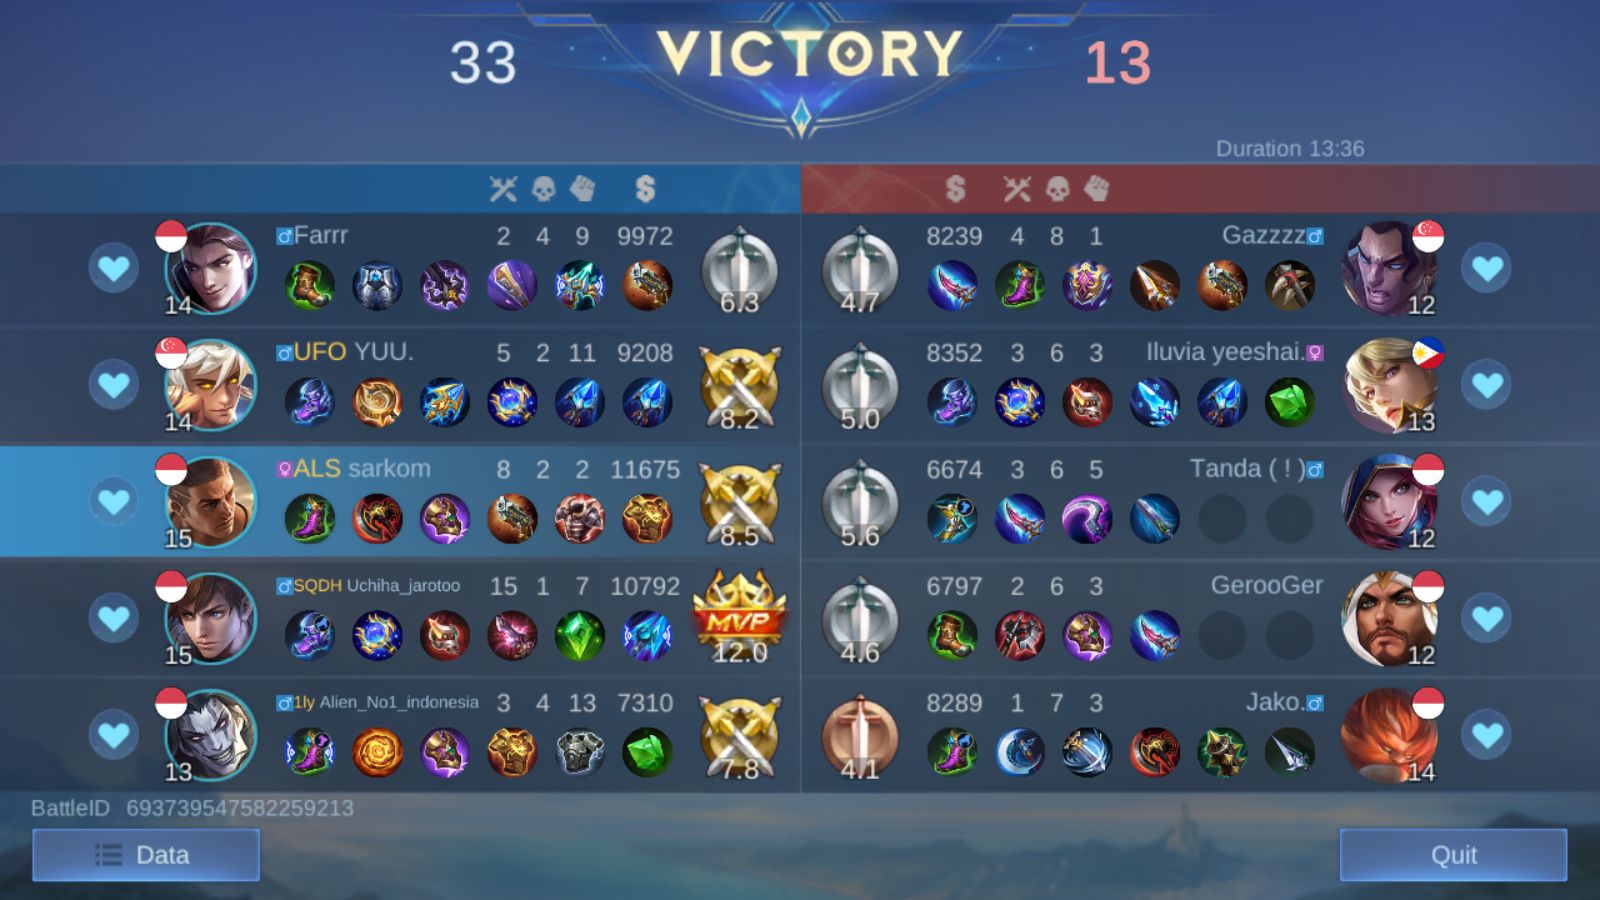 33 VICTORY 13
Duration 13:36
Farrr 2 4 9 9972
14 6.3
4.7 8239 4 8 1 Gazzzz
12
UFO YUU. 5 2 11 9208
14 8.2
5.0 8352 3 6 3 Iluvia yeeshai.
13
ALS sarkom 8 2 2 11675
15 8.5
5.6 6674 3 6 5 Tanda ( ! )
12
SQDH Uchiha_jarotoo 15 1 7 10792
15 MVP 12.0
4.6 6797 2 6 3 GerooGer
12
1ly Alien_No1_indonesia 3 4 13 7310
13 7.8
4.1 8289 1 7 3 Jako.
14
BattleID 693739547582259213
Data
Quit